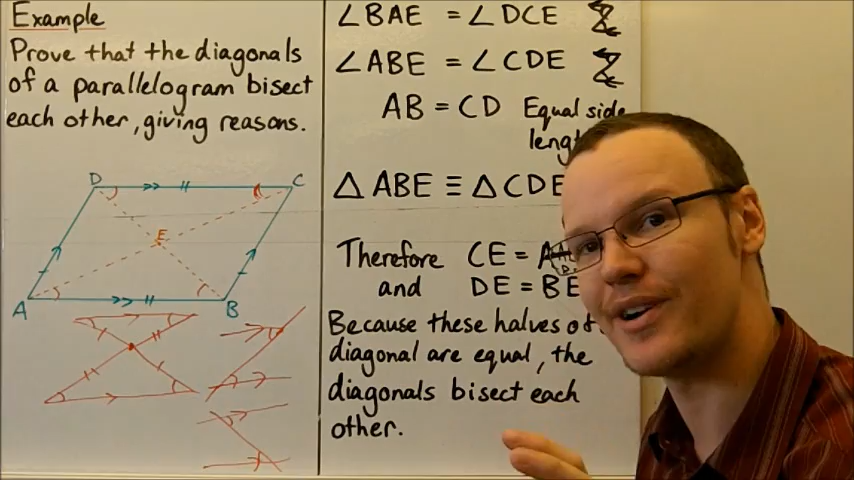 Example
Prove that the diagonals
of a parallelogram bisect
each other, giving reasons.
D
C
E
A
B
∠BAE = ∠DCE
∠ABE = ∠CDE
AB = CD Equal side
△ABE ≡ △CDE
Therefore CE = A
and DE = BE
Because these halves
diagonal are equal, the
diagonals bisect each
other.